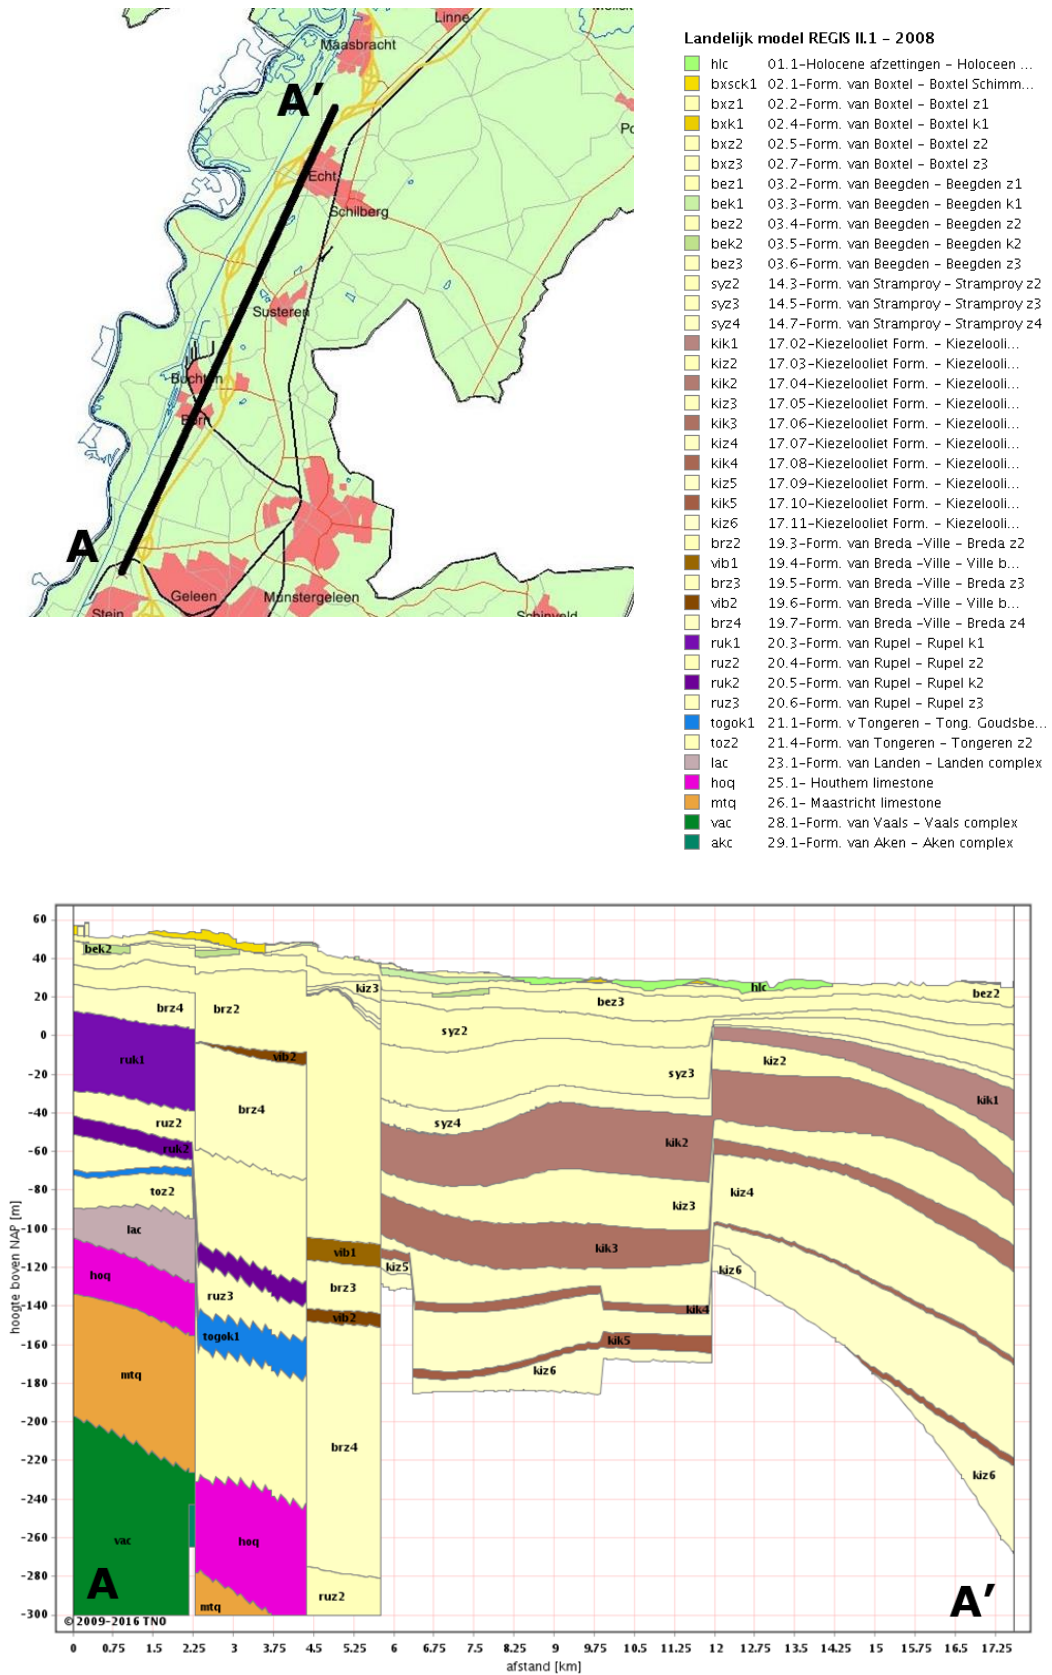 Linne
Maasbracht
A’
Echt
Schilberg
Susteren
Buchten
Born
A
Geleen
Munstergeleen
Stein
Schinveld
Landelijk model REGIS II.1 – 2008
hlc 01.1–Holocene afzettingen – Holoceen ...
bxsck1 02.1–Form. van Boxtel – Boxtel Schimm...
bxz1 02.2–Form. van Boxtel – Boxtel z1
bxk1 02.4–Form. van Boxtel – Boxtel k1
bxz2 02.5–Form. van Boxtel – Boxtel z2
bxz3 02.7–Form. van Boxtel – Boxtel z3
bez1 03.2–Form. van Beegden – Beegden z1
bek1 03.3–Form. van Beegden – Beegden k1
bez2 03.4–Form. van Beegden – Beegden z2
bek2 03.5–Form. van Beegden – Beegden k2
bez3 03.6–Form. van Beegden – Beegden z3
syz2 14.3–Form. van Stramproy – Stramproy z2
syz3 14.5–Form. van Stramproy – Stramproy z3
syz4 14.7–Form. van Stramproy – Stramproy z4
kik1 17.02–Kiezelooliet Form. – Kiezelooli...
kiz2 17.03–Kiezelooliet Form. – Kiezelooli...
kik2 17.04–Kiezelooliet Form. – Kiezelooli...
kiz3 17.05–Kiezelooliet Form. – Kiezelooli...
kik3 17.06–Kiezelooliet Form. – Kiezelooli...
kiz4 17.07–Kiezelooliet Form. – Kiezelooli...
kik4 17.08–Kiezelooliet Form. – Kiezelooli...
kiz5 17.09–Kiezelooliet Form. – Kiezelooli...
kik5 17.10–Kiezelooliet Form. – Kiezelooli...
kiz6 17.11–Kiezelooliet Form. – Kiezelooli...
brz2 19.3–Form. van Breda –Ville – Breda z2
vib1 19.4–Form. van Breda –Ville – Ville b...
brz3 19.5–Form. van Breda –Ville – Breda z3
vib2 19.6–Form. van Breda –Ville – Ville b...
brz4 19.7–Form. van Breda –Ville – Breda z4
ruk1 20.3–Form. van Rupel – Rupel k1
ruz2 20.4–Form. van Rupel – Rupel z2
ruk2 20.5–Form. van Rupel – Rupel k2
ruz3 20.6–Form. van Rupel – Rupel z3
togok1 21.1–Form. v Tongeren – Tong. Goudsbe...
toz2 21.4–Form. van Tongeren – Tongeren z2
lac 23.1–Form. van Landen – Landen complex
hoq 25.1– Houthem limestone
mtq 26.1– Maastricht limestone
vac 28.1–Form. van Vaals – Vaals complex
akc 29.1–Form. van Aken – Aken complex
60
bek2
40
kiz3
hlc
bez2
20
brz4
brz2
bez3
0
syz2
ruk1
vib2
kiz2
-20
syz3
brz4
kik1
-40
ruz2
syz4
-60
ruk2
kik2
-80
toz2
kiz3
kiz4
-100
lac
vib1
kik3
-120
hoq
kiz5
kiz6
ruz3
brz3
-140
vib2
kik4
togok1
kik5
-160
mtq
kiz6
-180
-200
brz4
-220
kiz6
-240
-260
vac
hoq
-280
A
mtq
ruz2
A’
-300
hoogte boven NAP [m]
© 2009-2016 TNO
0 0.75 1.5 2.25 3 3.75 4.5 5.25 6 6.75 7.5 8.25 9 9.75 10.5 11.25 12 12.75 13.5 14.25 15 15.75 16.5 17.25
afstand [km]